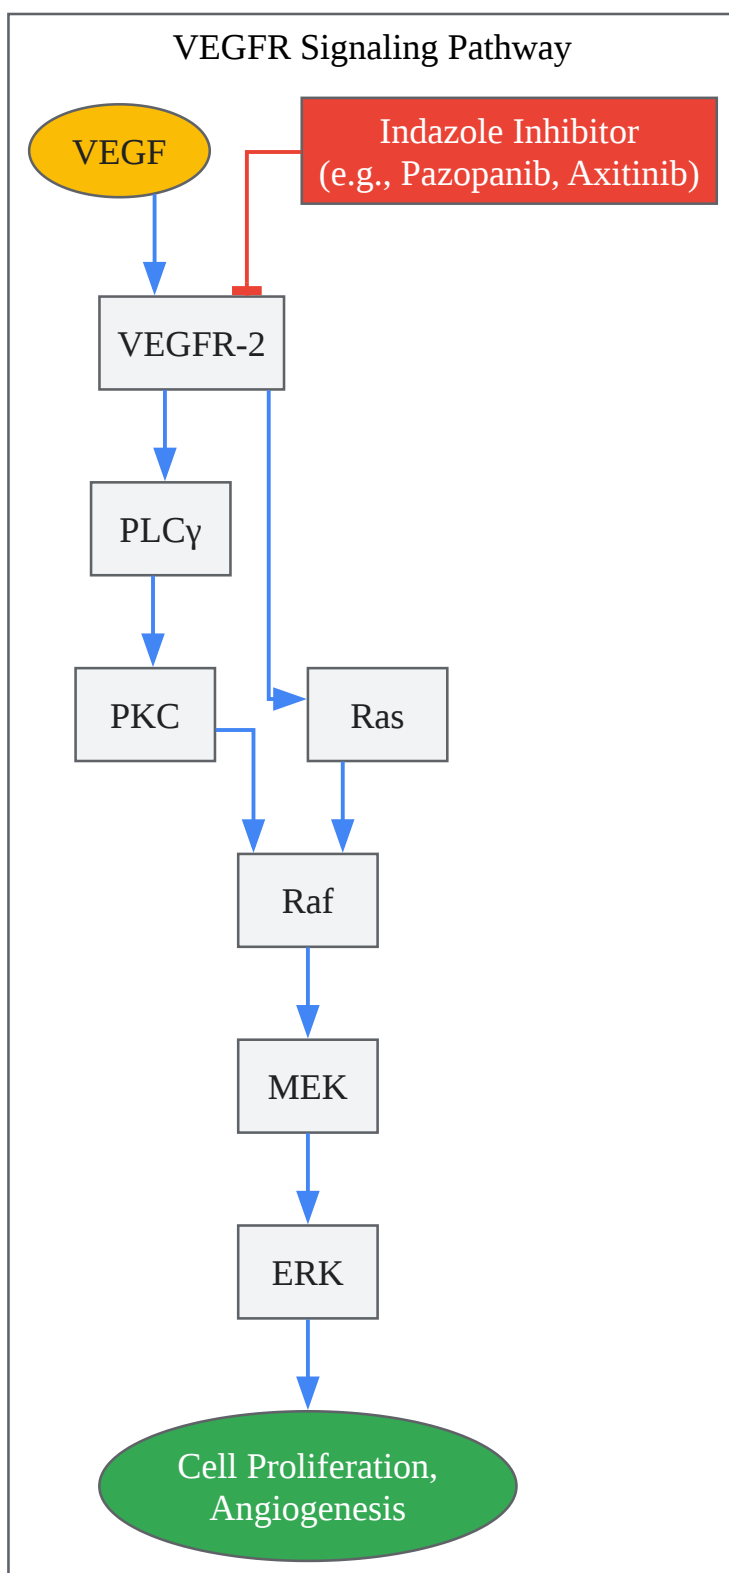 VEGFR Signaling Pathway
VEGF
Indazole Inhibitor
(e.g., Pazopanib, Axitinib)
VEGFR-2
PLCγ
PKC
Ras
Raf
MEK
ERK
Cell Proliferation,
Angiogenesis